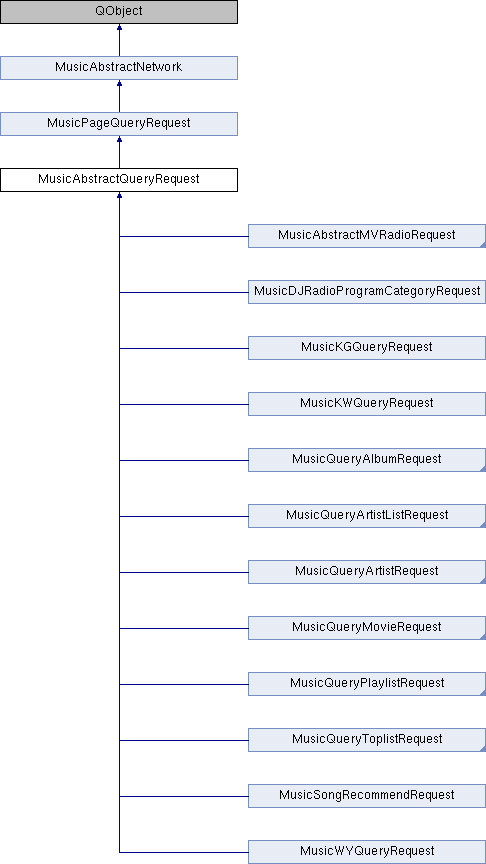 QObject
MusicAbstractNetwork
MusicPageQueryRequest
MusicAbstractQueryRequest
MusicAbstractMVRadioRequest
MusicDJRadioProgramCategoryRequest
MusicKGQueryRequest
MusicKWQueryRequest
MusicQueryAlbumRequest
MusicQueryArtistListRequest
MusicQueryArtistRequest
MusicQueryMovieRequest
MusicQueryPlaylistRequest
MusicQueryToplistRequest
MusicSongRecommendRequest
MusicWYQueryRequest